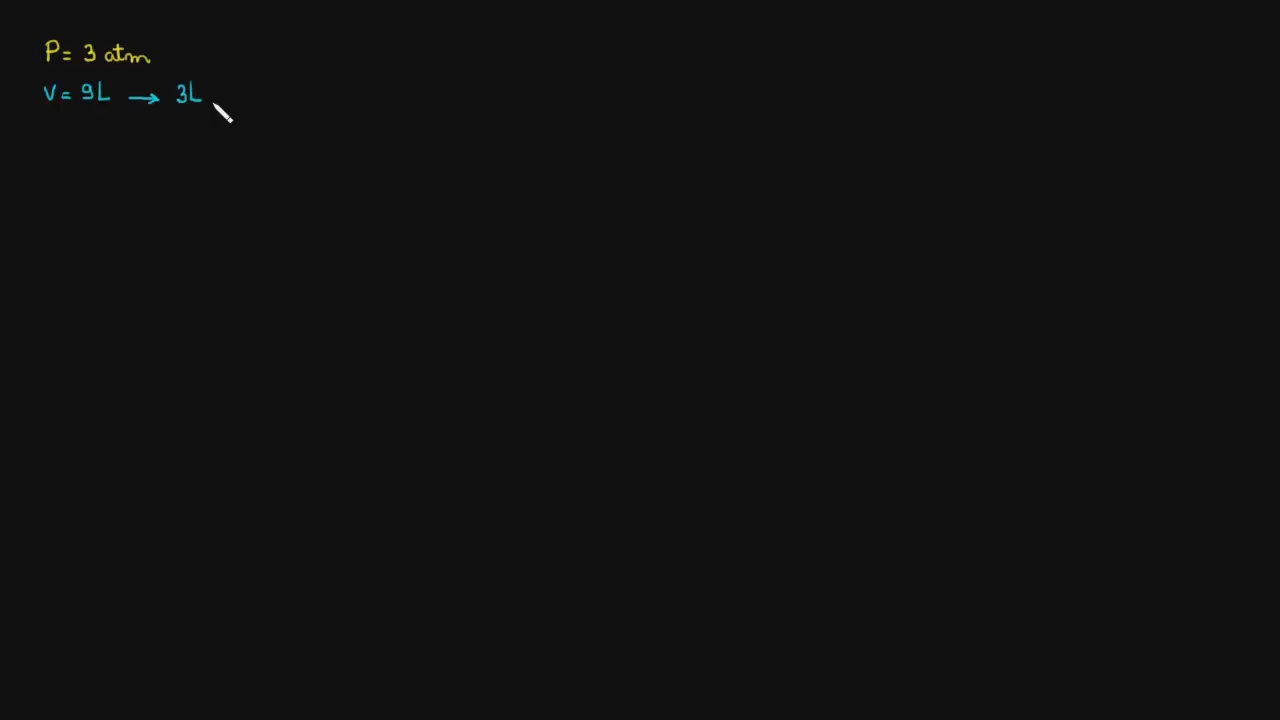 P= 3 atm
V= 9L → 3L